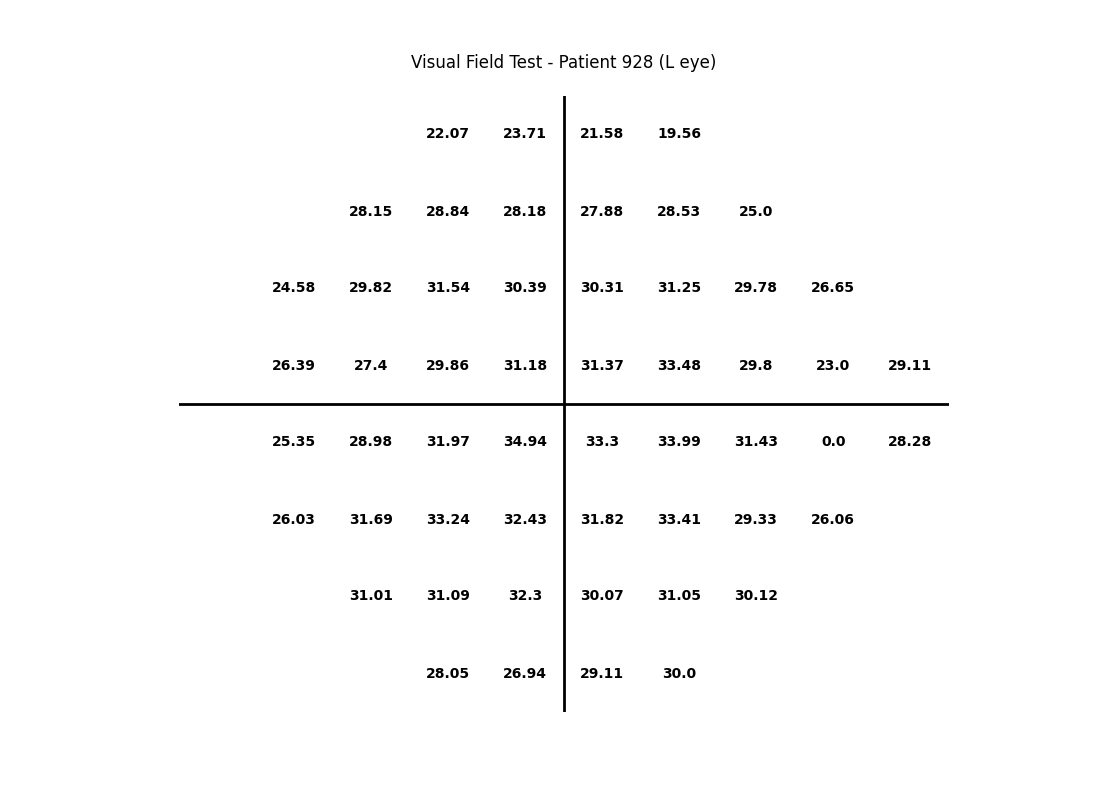 Visual Field Test - Patient 928 (L eye)
22.07 23.71 21.58 19.56
28.15 28.84 28.18 27.88 28.53 25.0
24.58 29.82 31.54 30.39 30.31 31.25 29.78 26.65
26.39 27.4 29.86 31.18 31.37 33.48 29.8 23.0 29.11
25.35 28.98 31.97 34.94 33.3 33.99 31.43 0.0 28.28
26.03 31.69 33.24 32.43 31.82 33.41 29.33 26.06
31.01 31.09 32.3 30.07 31.05 30.12
28.05 26.94 29.11 30.0